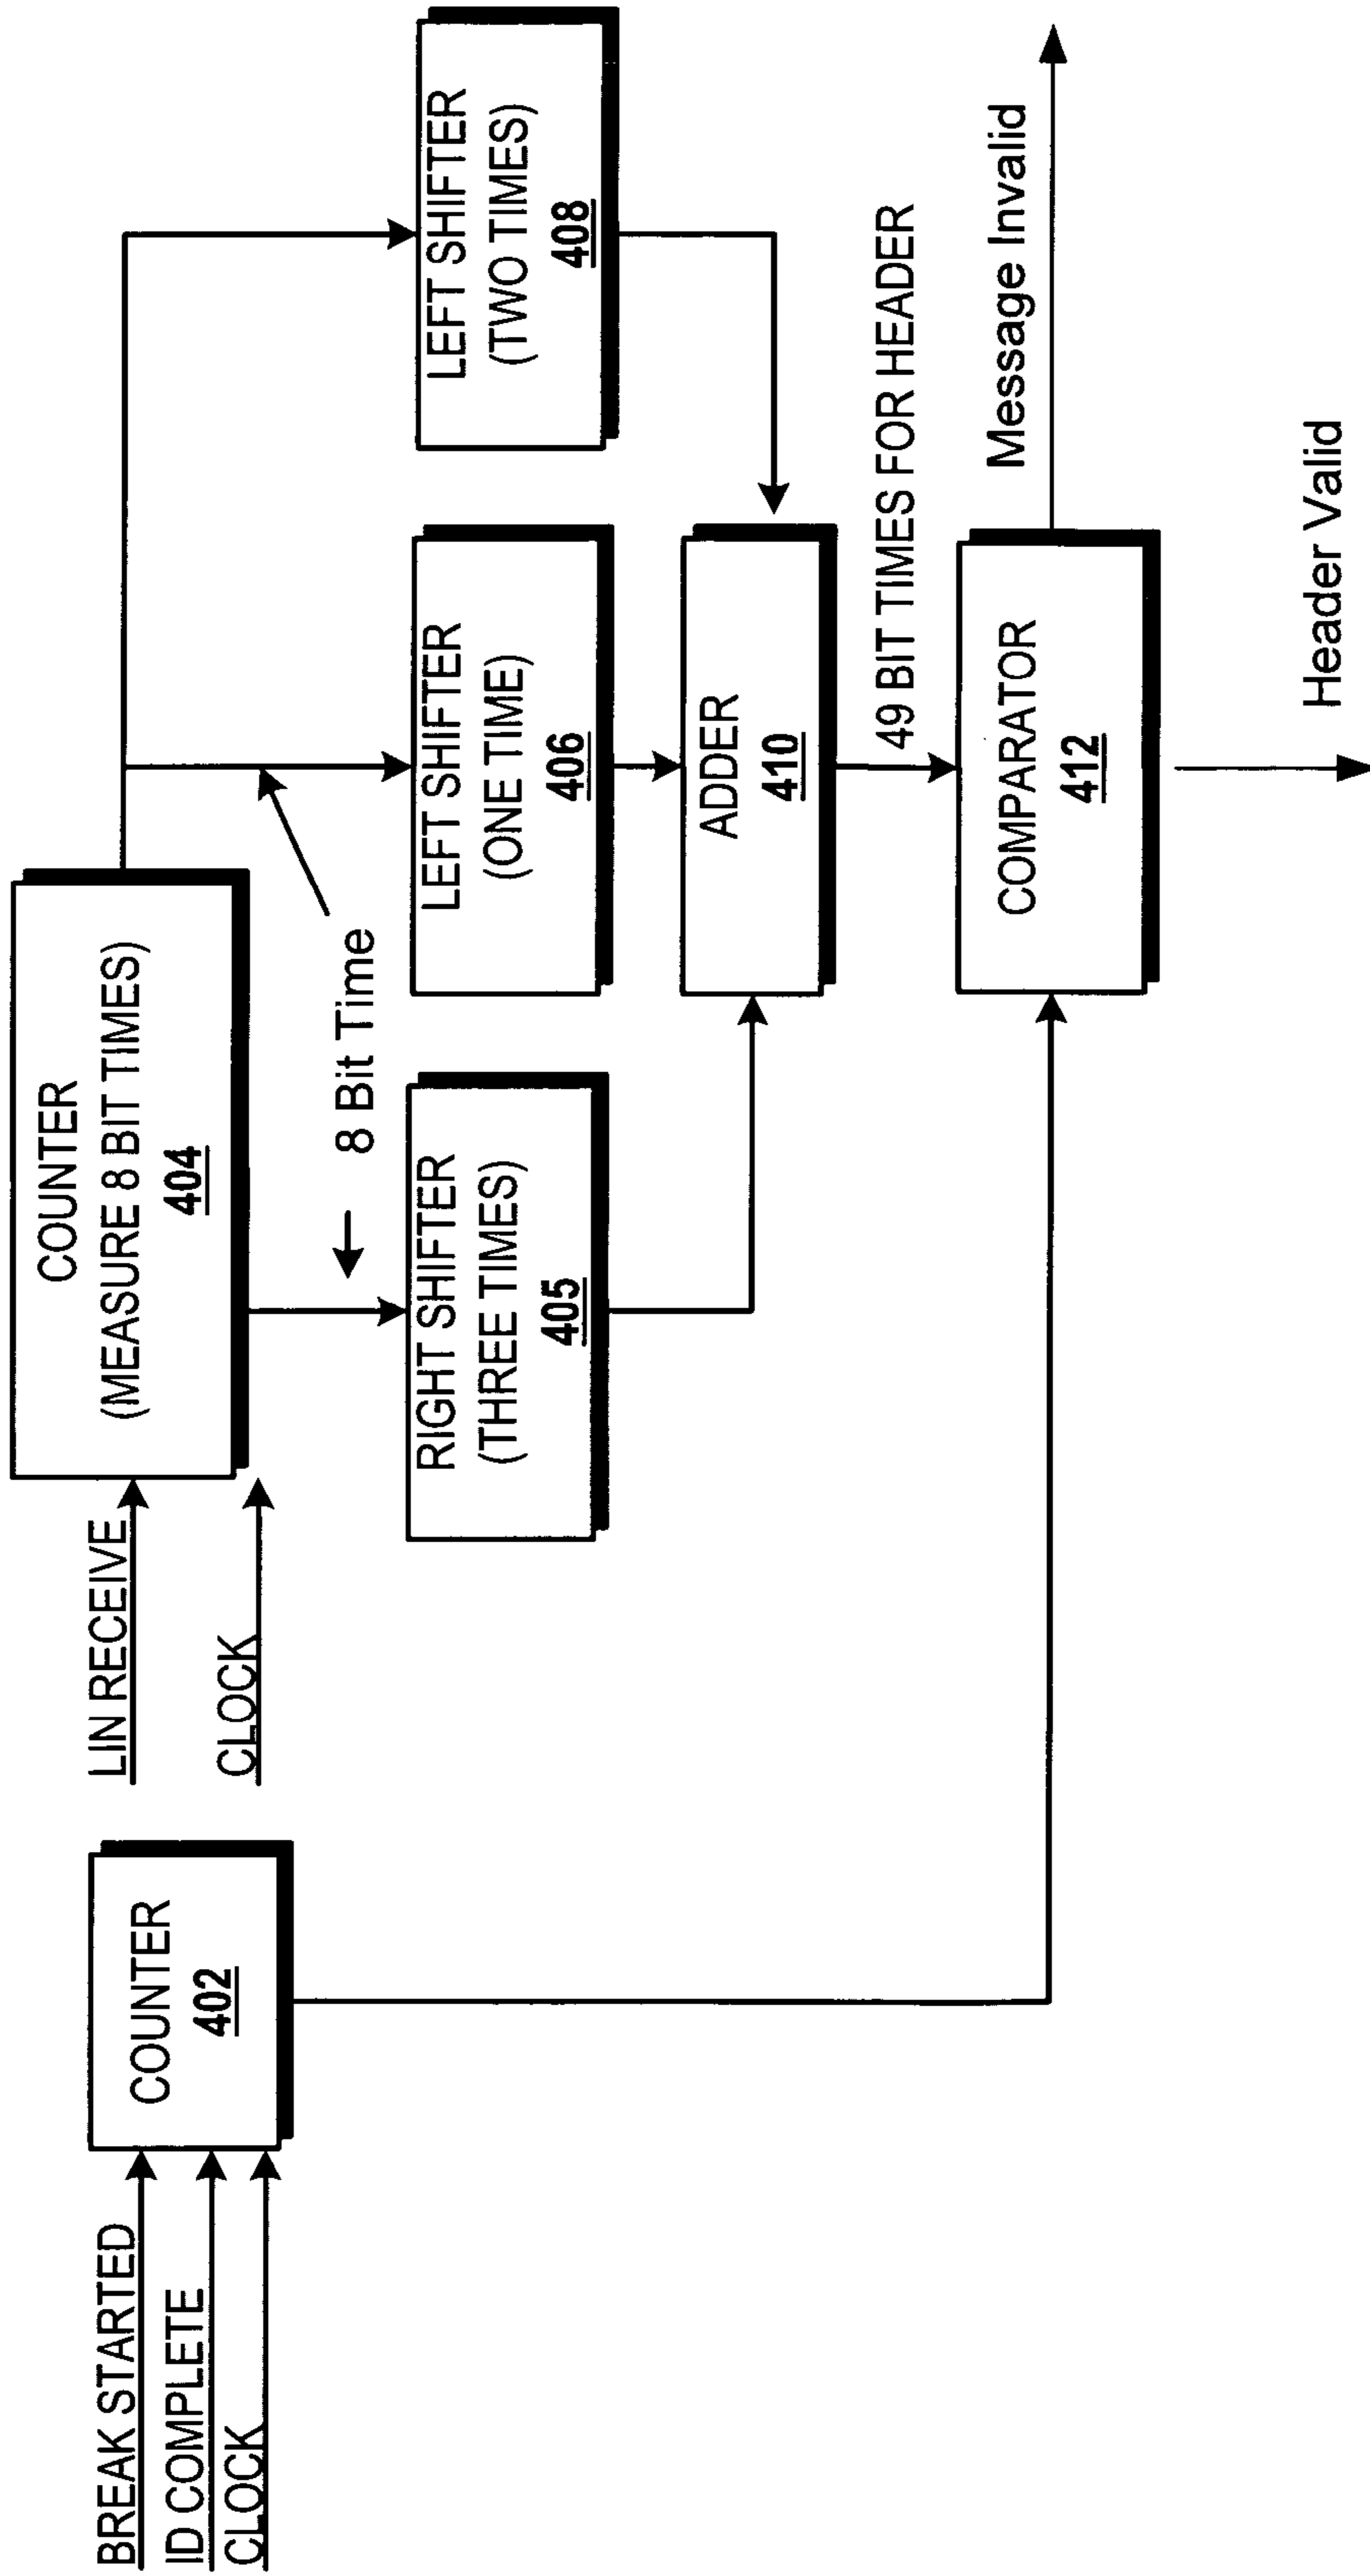 BREAK STARTED
ID COMPLETE
CLOCK
COUNTER
402
LIN RECEIVE
CLOCK
COUNTER
(MEASURE 8 BIT TIMES)
404
8 Bit Time
RIGHT SHIFTER
(THREE TIMES)
405
LEFT SHIFTER
(ONE TIME)
406
LEFT SHIFTER
(TWO TIMES)
408
ADDER
410
49 BIT TIMES FOR HEADER
COMPARATOR
412
Message Invalid
Header Valid